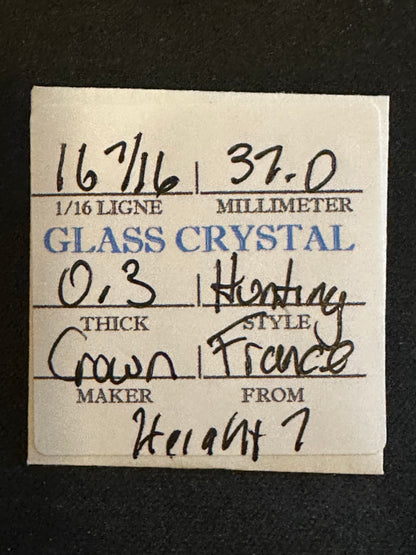 16 7/16 | 37.0
1/16 LIGNE MILLIMETER
GLASS CRYSTAL
0.3 | Hunting
THICK STYLE
Crown | France
MAKER FROM
Height 7